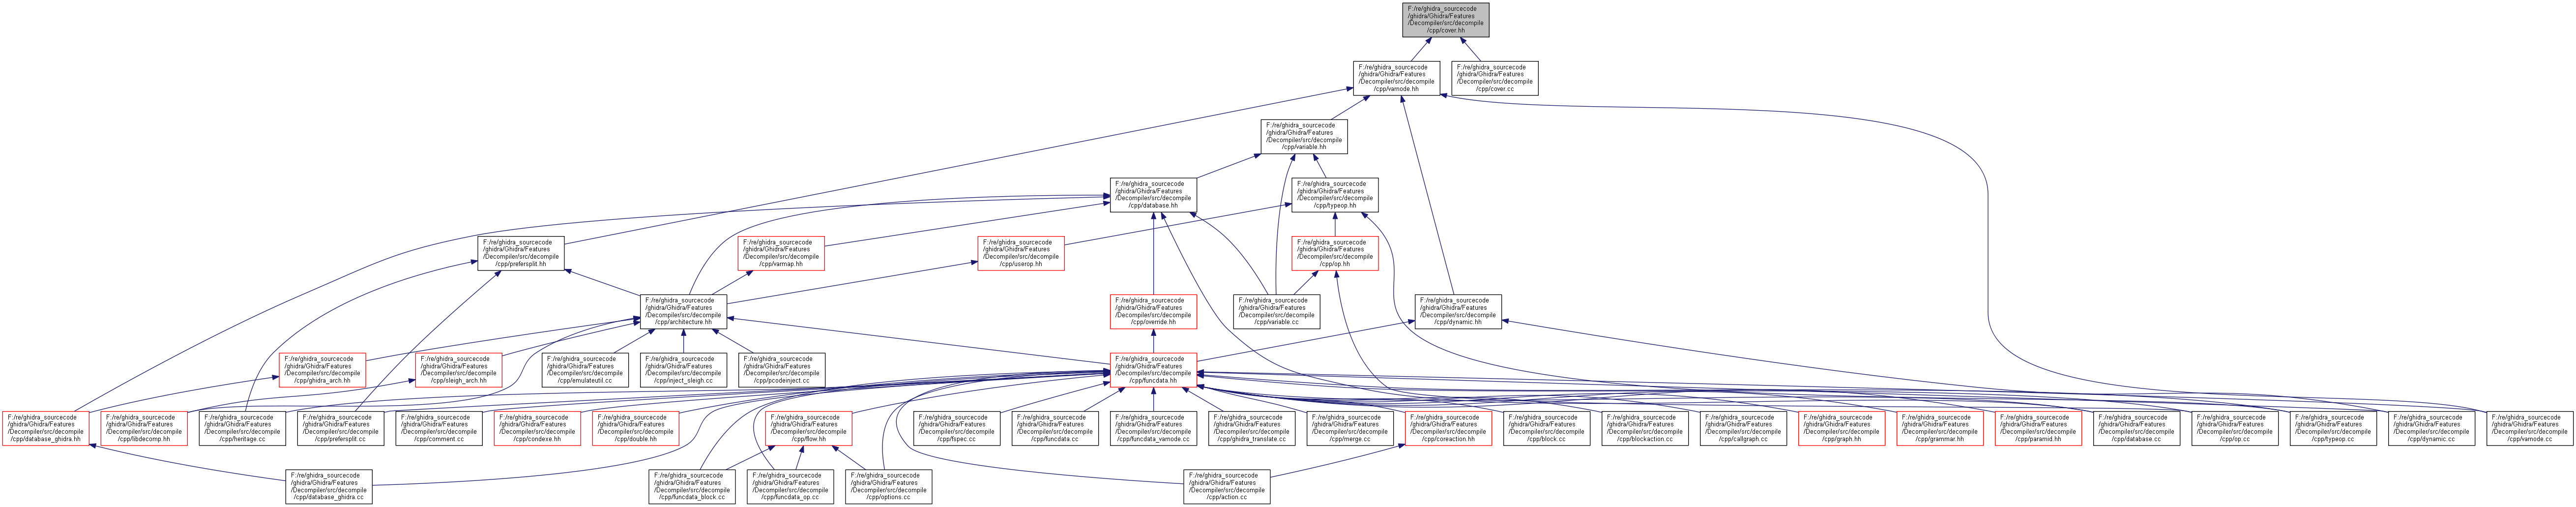 F:/re/ghidra_sourcecode
/ghidra/Ghidra/Features
/Decompiler/src/decompile
/cpp/cover.hh
F:/re/ghidra_sourcecode
/ghidra/Ghidra/Features
/Decompiler/src/decompile
/cpp/varnode.hh
F:/re/ghidra_sourcecode
/ghidra/Ghidra/Features
/Decompiler/src/decompile
/cpp/cover.cc
F:/re/ghidra_sourcecode
/ghidra/Ghidra/Features
/Decompiler/src/decompile
/cpp/variable.hh
F:/re/ghidra_sourcecode
/ghidra/Ghidra/Features
/Decompiler/src/decompile
/cpp/database.hh
F:/re/ghidra_sourcecode
/ghidra/Ghidra/Features
/Decompiler/src/decompile
/cpp/typeop.hh
F:/re/ghidra_sourcecode
/ghidra/Ghidra/Features
/Decompiler/src/decompile
/cpp/prefersplit.hh
F:/re/ghidra_sourcecode
/ghidra/Ghidra/Features
/Decompiler/src/decompile
/cpp/varmap.hh
F:/re/ghidra_sourcecode
/ghidra/Ghidra/Features
/Decompiler/src/decompile
/cpp/userop.hh
F:/re/ghidra_sourcecode
/ghidra/Ghidra/Features
/Decompiler/src/decompile
/cpp/op.hh
F:/re/ghidra_sourcecode
/ghidra/Ghidra/Features
/Decompiler/src/decompile
/cpp/architecture.hh
F:/re/ghidra_sourcecode
/ghidra/Ghidra/Features
/Decompiler/src/decompile
/cpp/override.hh
F:/re/ghidra_sourcecode
/ghidra/Ghidra/Features
/Decompiler/src/decompile
/cpp/variable.cc
F:/re/ghidra_sourcecode
/ghidra/Ghidra/Features
/Decompiler/src/decompile
/cpp/dynamic.hh
F:/re/ghidra_sourcecode
/ghidra/Ghidra/Features
/Decompiler/src/decompile
/cpp/ghidra_arch.hh
F:/re/ghidra_sourcecode
/ghidra/Ghidra/Features
/Decompiler/src/decompile
/cpp/sleigh_arch.hh
F:/re/ghidra_sourcecode
/ghidra/Ghidra/Features
/Decompiler/src/decompile
/cpp/emulateutil.cc
F:/re/ghidra_sourcecode
/ghidra/Ghidra/Features
/Decompiler/src/decompile
/cpp/inject_sleigh.cc
F:/re/ghidra_sourcecode
/ghidra/Ghidra/Features
/Decompiler/src/decompile
/cpp/pcodeinject.cc
F:/re/ghidra_sourcecode
/ghidra/Ghidra/Features
/Decompiler/src/decompile
/cpp/funcdata.hh
F:/re/ghidra_sourcecode
/ghidra/Ghidra/Features
/Decompiler/src/decompile
/cpp/database_ghidra.hh
F:/re/ghidra_sourcecode
/ghidra/Ghidra/Features
/Decompiler/src/decompile
/cpp/libdecomp.hh
F:/re/ghidra_sourcecode
/ghidra/Ghidra/Features
/Decompiler/src/decompile
/cpp/heritage.cc
F:/re/ghidra_sourcecode
/ghidra/Ghidra/Features
/Decompiler/src/decompile
/cpp/prefersplit.cc
F:/re/ghidra_sourcecode
/ghidra/Ghidra/Features
/Decompiler/src/decompile
/cpp/comment.cc
F:/re/ghidra_sourcecode
/ghidra/Ghidra/Features
/Decompiler/src/decompile
/cpp/condexe.hh
F:/re/ghidra_sourcecode
/ghidra/Ghidra/Features
/Decompiler/src/decompile
/cpp/double.hh
F:/re/ghidra_sourcecode
/ghidra/Ghidra/Features
/Decompiler/src/decompile
/cpp/flow.hh
F:/re/ghidra_sourcecode
/ghidra/Ghidra/Features
/Decompiler/src/decompile
/cpp/fspec.cc
F:/re/ghidra_sourcecode
/ghidra/Ghidra/Features
/Decompiler/src/decompile
/cpp/funcdata.cc
F:/re/ghidra_sourcecode
/ghidra/Ghidra/Features
/Decompiler/src/decompile
/cpp/funcdata_varnode.cc
F:/re/ghidra_sourcecode
/ghidra/Ghidra/Features
/Decompiler/src/decompile
/cpp/ghidra_translate.cc
F:/re/ghidra_sourcecode
/ghidra/Ghidra/Features
/Decompiler/src/decompile
/cpp/merge.cc
F:/re/ghidra_sourcecode
/ghidra/Ghidra/Features
/Decompiler/src/decompile
/cpp/coreaction.hh
F:/re/ghidra_sourcecode
/ghidra/Ghidra/Features
/Decompiler/src/decompile
/cpp/block.cc
F:/re/ghidra_sourcecode
/ghidra/Ghidra/Features
/Decompiler/src/decompile
/cpp/blockaction.cc
F:/re/ghidra_sourcecode
/ghidra/Ghidra/Features
/Decompiler/src/decompile
/cpp/callgraph.cc
F:/re/ghidra_sourcecode
/ghidra/Ghidra/Features
/Decompiler/src/decompile
/cpp/graph.hh
F:/re/ghidra_sourcecode
/ghidra/Ghidra/Features
/Decompiler/src/decompile
/cpp/grammar.hh
F:/re/ghidra_sourcecode
/ghidra/Ghidra/Features
/Decompiler/src/decompile
/cpp/paramid.hh
F:/re/ghidra_sourcecode
/ghidra/Ghidra/Features
/Decompiler/src/decompile
/cpp/database.cc
F:/re/ghidra_sourcecode
/ghidra/Ghidra/Features
/Decompiler/src/decompile
/cpp/op.cc
F:/re/ghidra_sourcecode
/ghidra/Ghidra/Features
/Decompiler/src/decompile
/cpp/typeop.cc
F:/re/ghidra_sourcecode
/ghidra/Ghidra/Features
/Decompiler/src/decompile
/cpp/dynamic.cc
F:/re/ghidra_sourcecode
/ghidra/Ghidra/Features
/Decompiler/src/decompile
/cpp/varnode.cc
F:/re/ghidra_sourcecode
/ghidra/Ghidra/Features
/Decompiler/src/decompile
/cpp/database_ghidra.cc
F:/re/ghidra_sourcecode
/ghidra/Ghidra/Features
/Decompiler/src/decompile
/cpp/funcdata_block.cc
F:/re/ghidra_sourcecode
/ghidra/Ghidra/Features
/Decompiler/src/decompile
/cpp/funcdata_op.cc
F:/re/ghidra_sourcecode
/ghidra/Ghidra/Features
/Decompiler/src/decompile
/cpp/options.cc
F:/re/ghidra_sourcecode
/ghidra/Ghidra/Features
/Decompiler/src/decompile
/cpp/action.cc